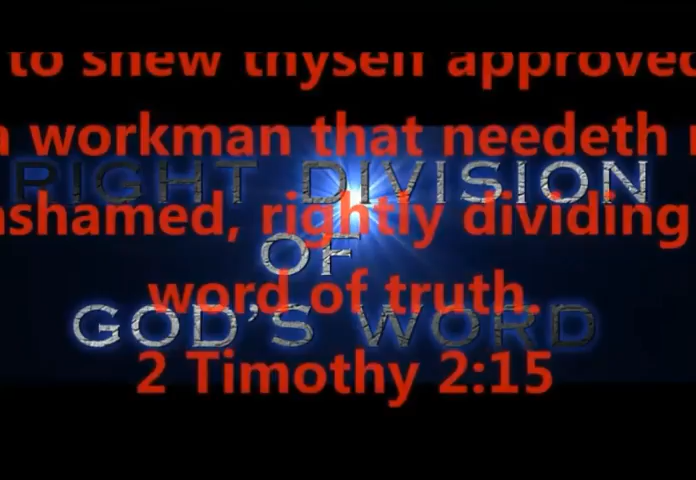 to shew thyself approved
a workman that needeth
RIGHT DIVISION
ashamed, rightly dividing
OF
word of truth.
GOD'S WORD
2 Timothy 2:15